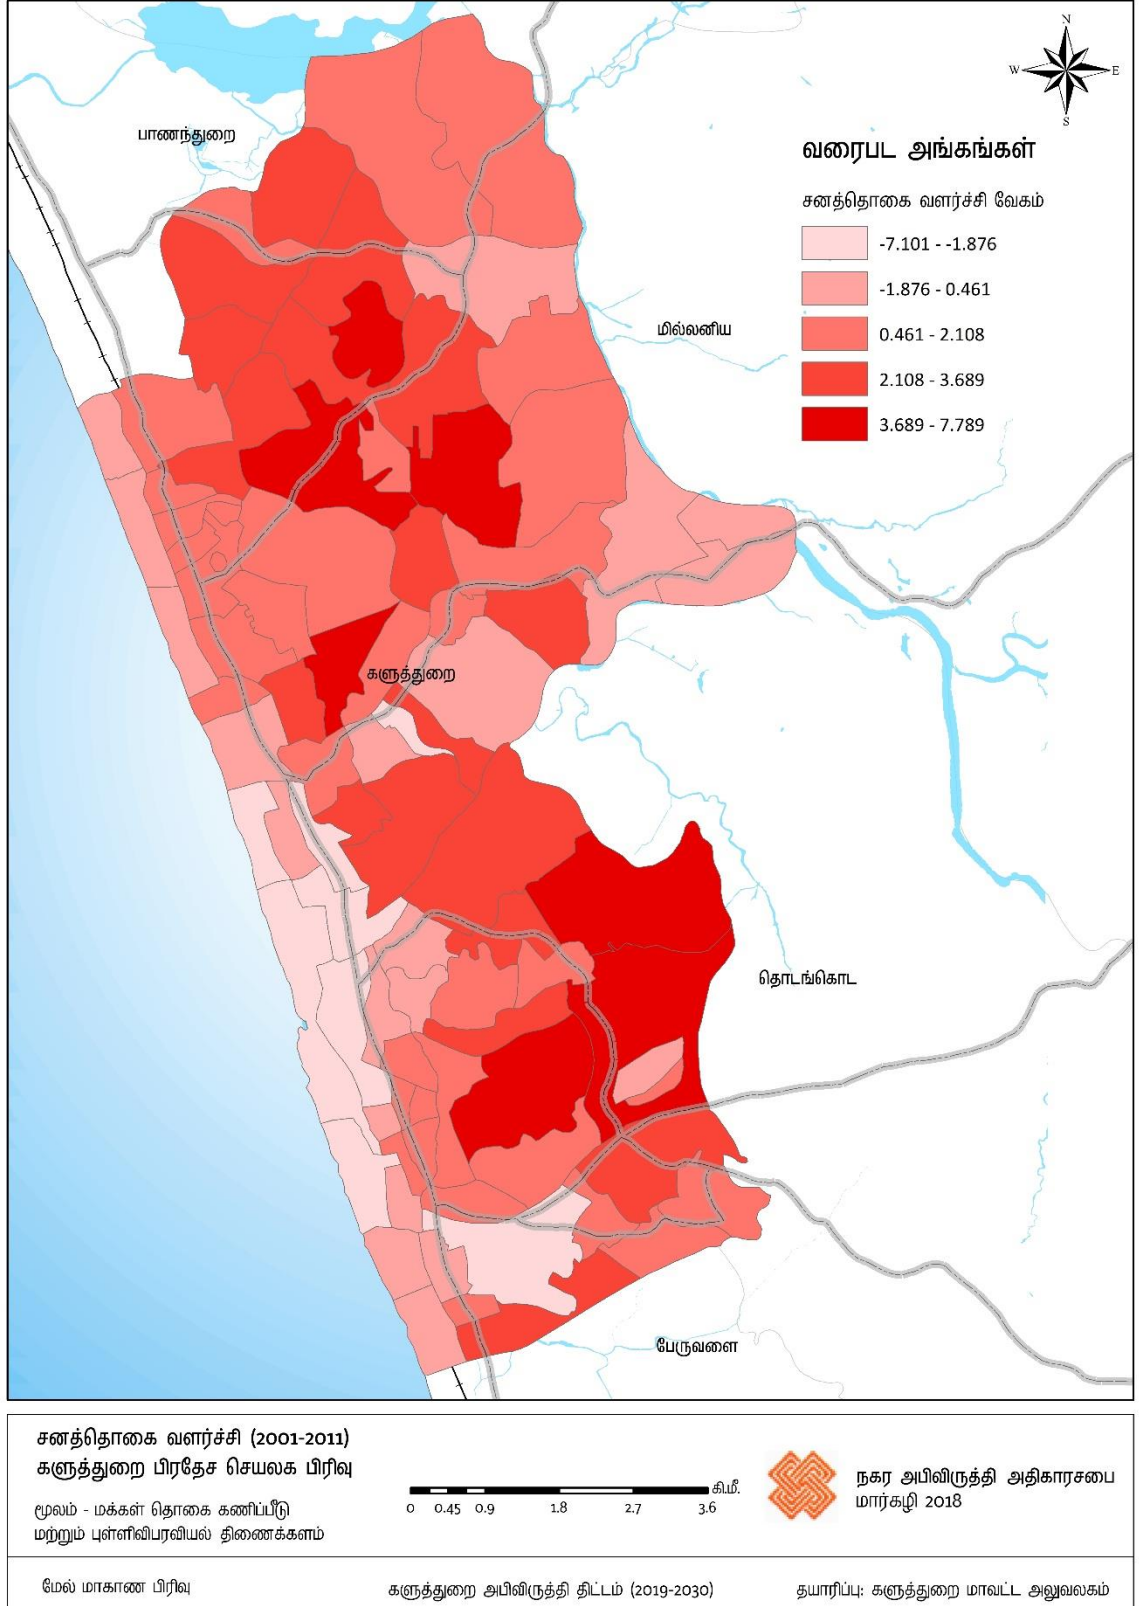 N
W
E
S
பாணந்துறை
வரைபட அங்கங்கள்
சனத்தொகை வளர்ச்சி வேகம்
-7.101 - -1.876
-1.876 - 0.461
0.461 - 2.108
2.108 - 3.689
3.689 - 7.789
மில்லனிய
களுத்துறை
தொடங்கொட
பேருவளை
சனத்தொகை வளர்ச்சி (2001-2011)
களுத்துறை பிரதேச செயலக பிரிவு
மூலம் - மக்கள் தொகை கணிப்பீடு
மற்றும் புள்ளிவிபரவியல் திணைக்களம்
கி.மீ.
0 0.45 0.9 1.8 2.7 3.6
நகர அபிவிருத்தி அதிகாரசபை
மார்கழி 2018
மேல் மாகாண பிரிவு
களுத்துறை அபிவிருத்தி திட்டம் (2019-2030)
தயாரிப்பு: களுத்துறை மாவட்ட அலுவலகம்